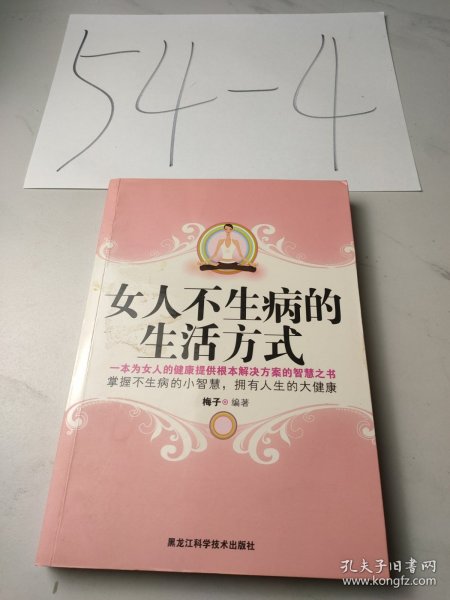 54-4
女人不生病的
生活方式
一本为女人的健康提供根本解决方案的智慧之书
掌握不生病的小智慧，拥有人生的大健康
梅子 编著
黑龙江科学技术出版社
孔夫子旧书网
www.kongfz.com